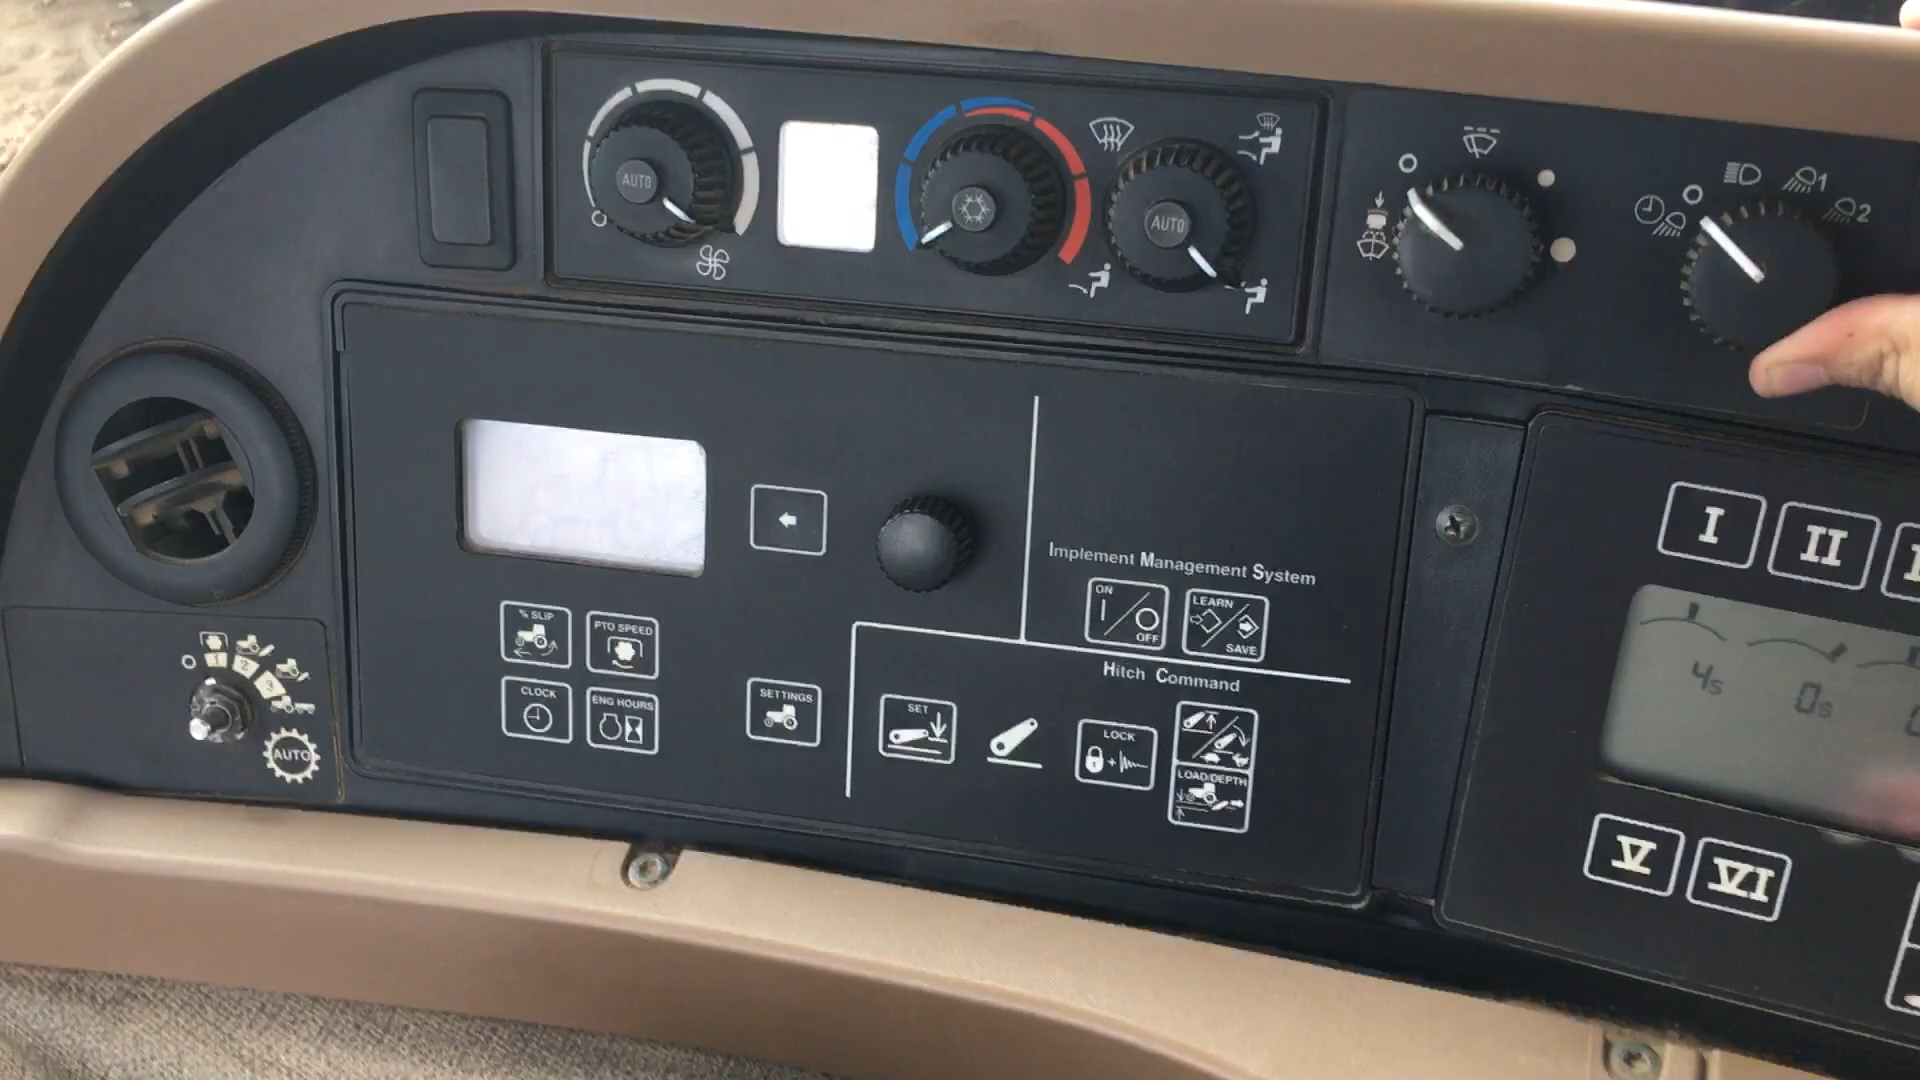 AUTO
AUTO
1
2
I
II
Implement Management System
ON
OFF
LEARN
SAVE
% SLIP
PTO SPEED
CLOCK
ENG HOURS
SETTINGS
Hitch Command
SET
LOCK
LOAD/DEPTH
1
2
3
AUTO
4s
0s
V
VI